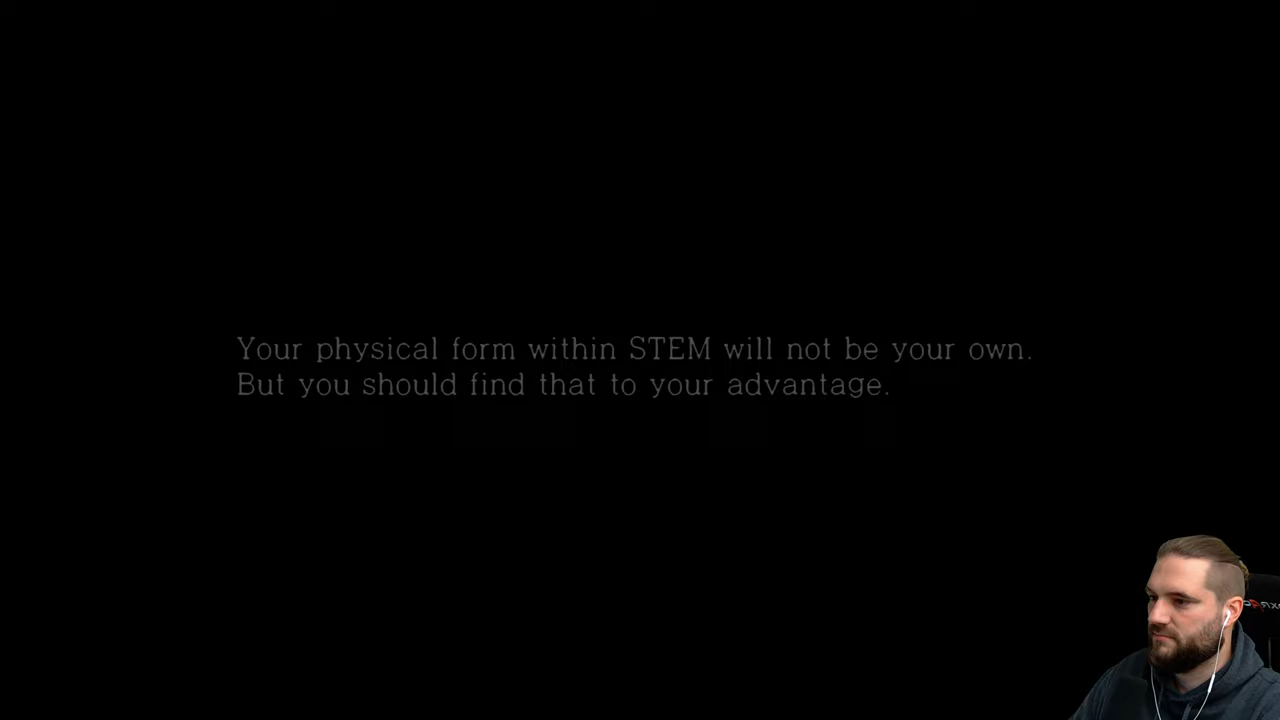 Your physical form within STEM will not be your own.
But you should find that to your advantage.